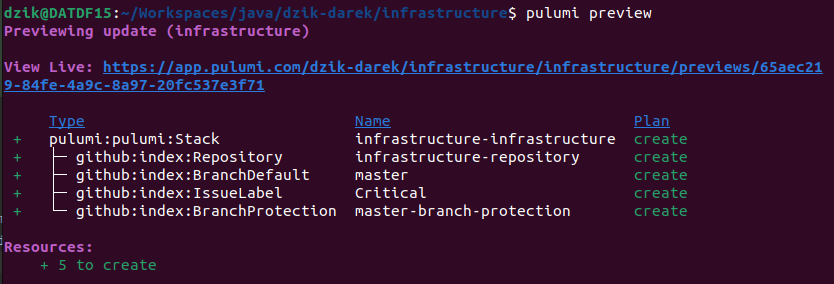 dzik@DATDF15:~/Workspaces/java/dzik-darek/infrastructure$ pulumi preview
Previewing update (infrastructure)
View Live: https://app.pulumi.com/dzik-darek/infrastructure/infrastructure/previews/65aec21
9-84fe-4a9c-8a97-20fc537e3f71
Type Name Plan
+ pulumi:pulumi:Stack infrastructure-infrastructure create
+ ├─ github:index:Repository infrastructure-repository create
+ ├─ github:index:BranchDefault master create
+ ├─ github:index:IssueLabel Critical create
+ └─ github:index:BranchProtection master-branch-protection create
Resources:
+ 5 to create